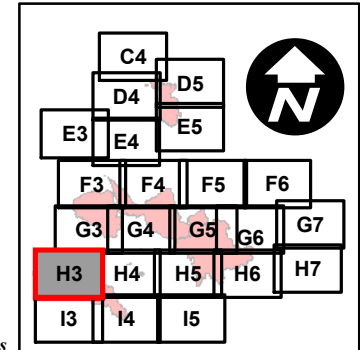 C4
D4 D5
E3 E4 E5
F3 F4 F5 F6
G3 G4 G5 G6 G7
H3 H4 H5 H6 H7
I3 I4 I5
N
s